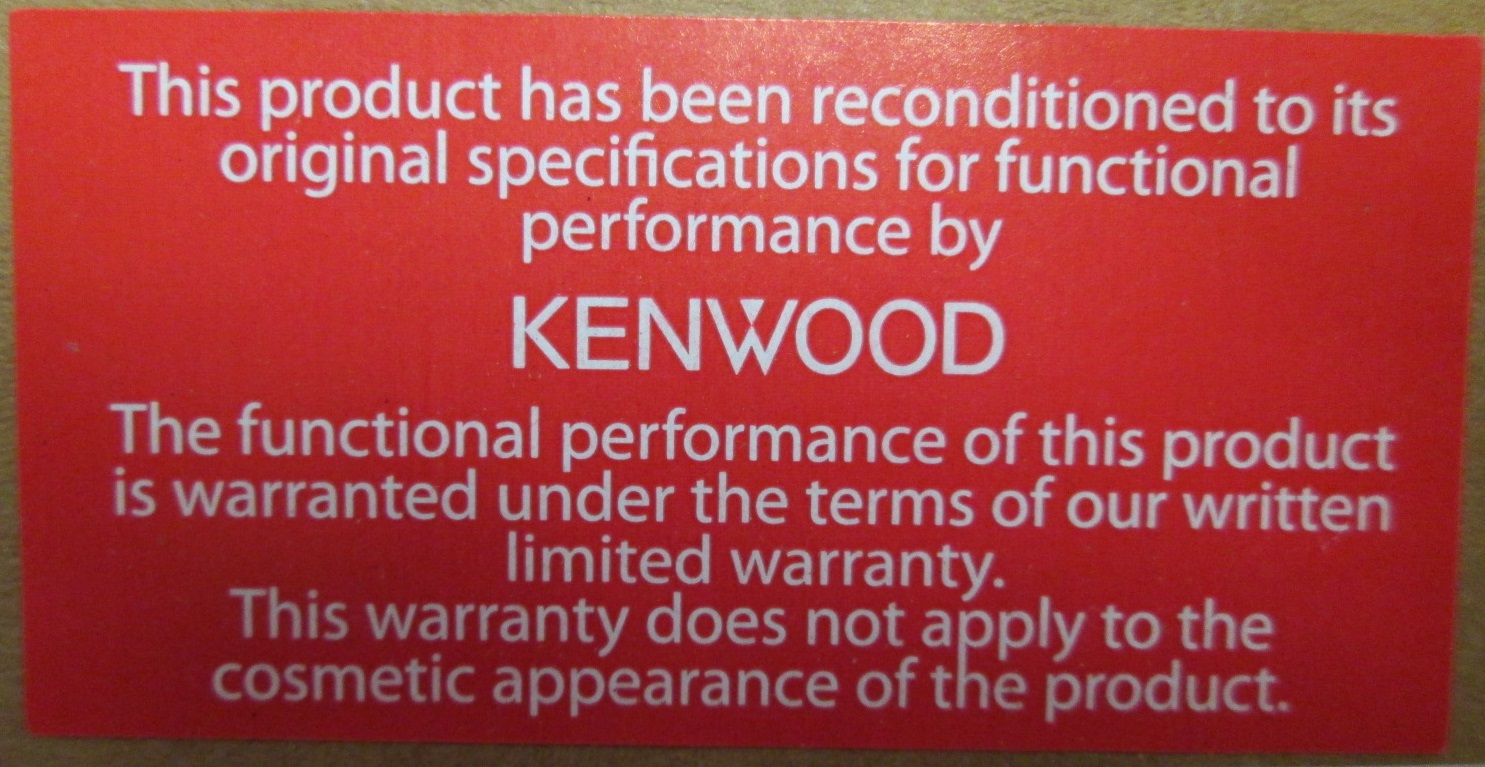 This product has been reconditioned to its
original specifications for functional
performance by
KENWOOD
The functional performance of this product
is warranted under the terms of our written
limited warranty.
This warranty does not apply to the
cosmetic appearance of the product.